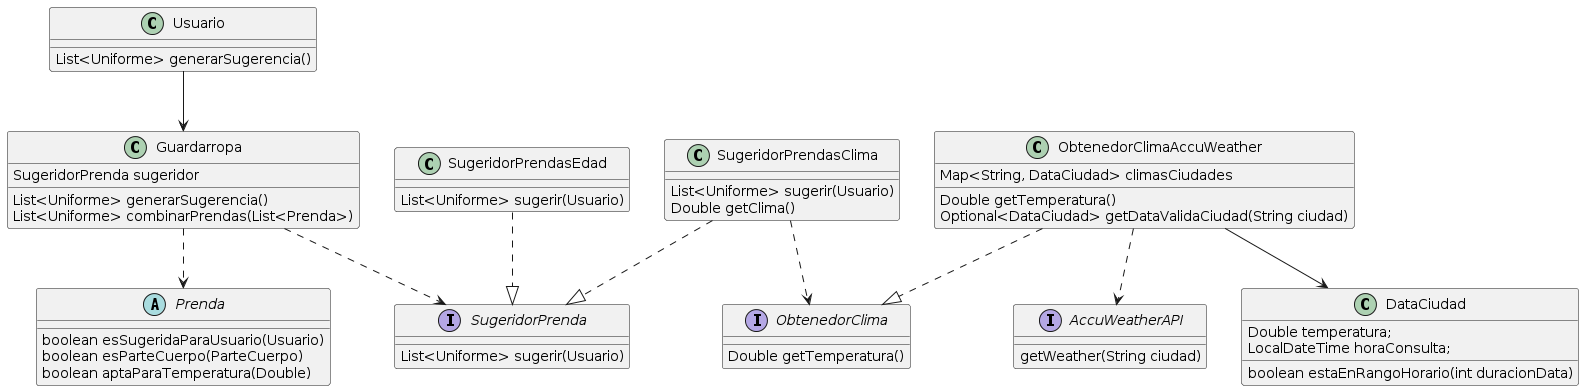 C Usuario
List<Uniforme> generarSugerencia()
C Guardarropa
SugeridorPrenda sugeridor
List<Uniforme> generarSugerencia()
List<Uniforme> combinarPrendas(List<Prenda>)
C SugeridorPrendasEdad
List<Uniforme> sugerir(Usuario)
C SugeridorPrendasClima
List<Uniforme> sugerir(Usuario)
Double getClima()
C ObtenedorClimaAccuWeather
Map<String, DataCiudad> climasCiudades
Double getTemperatura()
Optional<DataCiudad> getDataValidaCiudad(String ciudad)
A Prenda
boolean esSugeridaParaUsuario(Usuario)
boolean esParteCuerpo(ParteCuerpo)
boolean aptaParaTemperatura(Double)
I SugeridorPrenda
List<Uniforme> sugerir(Usuario)
I ObtenedorClima
Double getTemperatura()
I AccuWeatherAPI
getWeather(String ciudad)
C DataCiudad
Double temperatura;
LocalDateTime horaConsulta;
boolean estaEnRangoHorario(int duracionData)